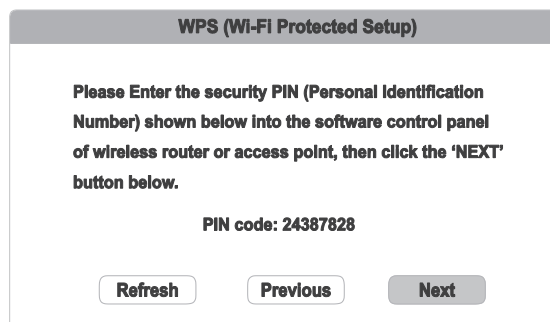 WPS (Wi-Fi Protected Setup)
Please Enter the security PIN (Personal Identification
Number) shown below into the software control panel
of wireless router or access point, then click the ‘NEXT’
button below.
PIN code: 24387828
Refresh Previous Next